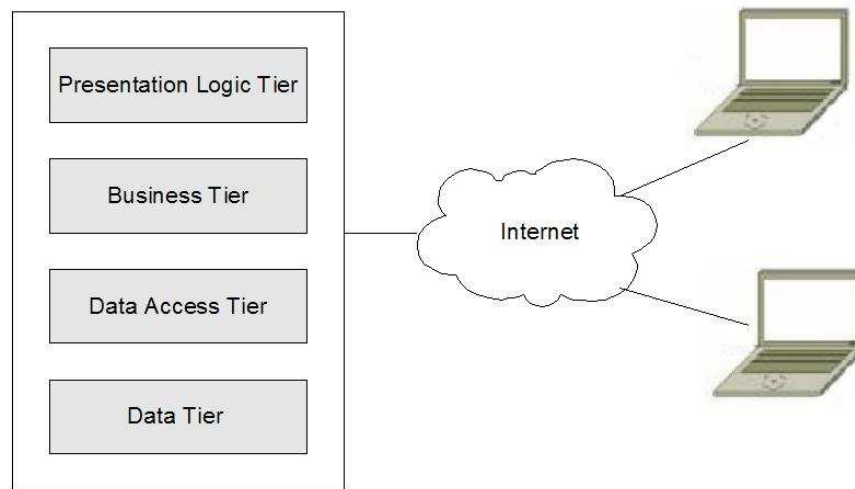 Presentation Logic Tier
Business Tier
Internet
Data Access Tier
Data Tier